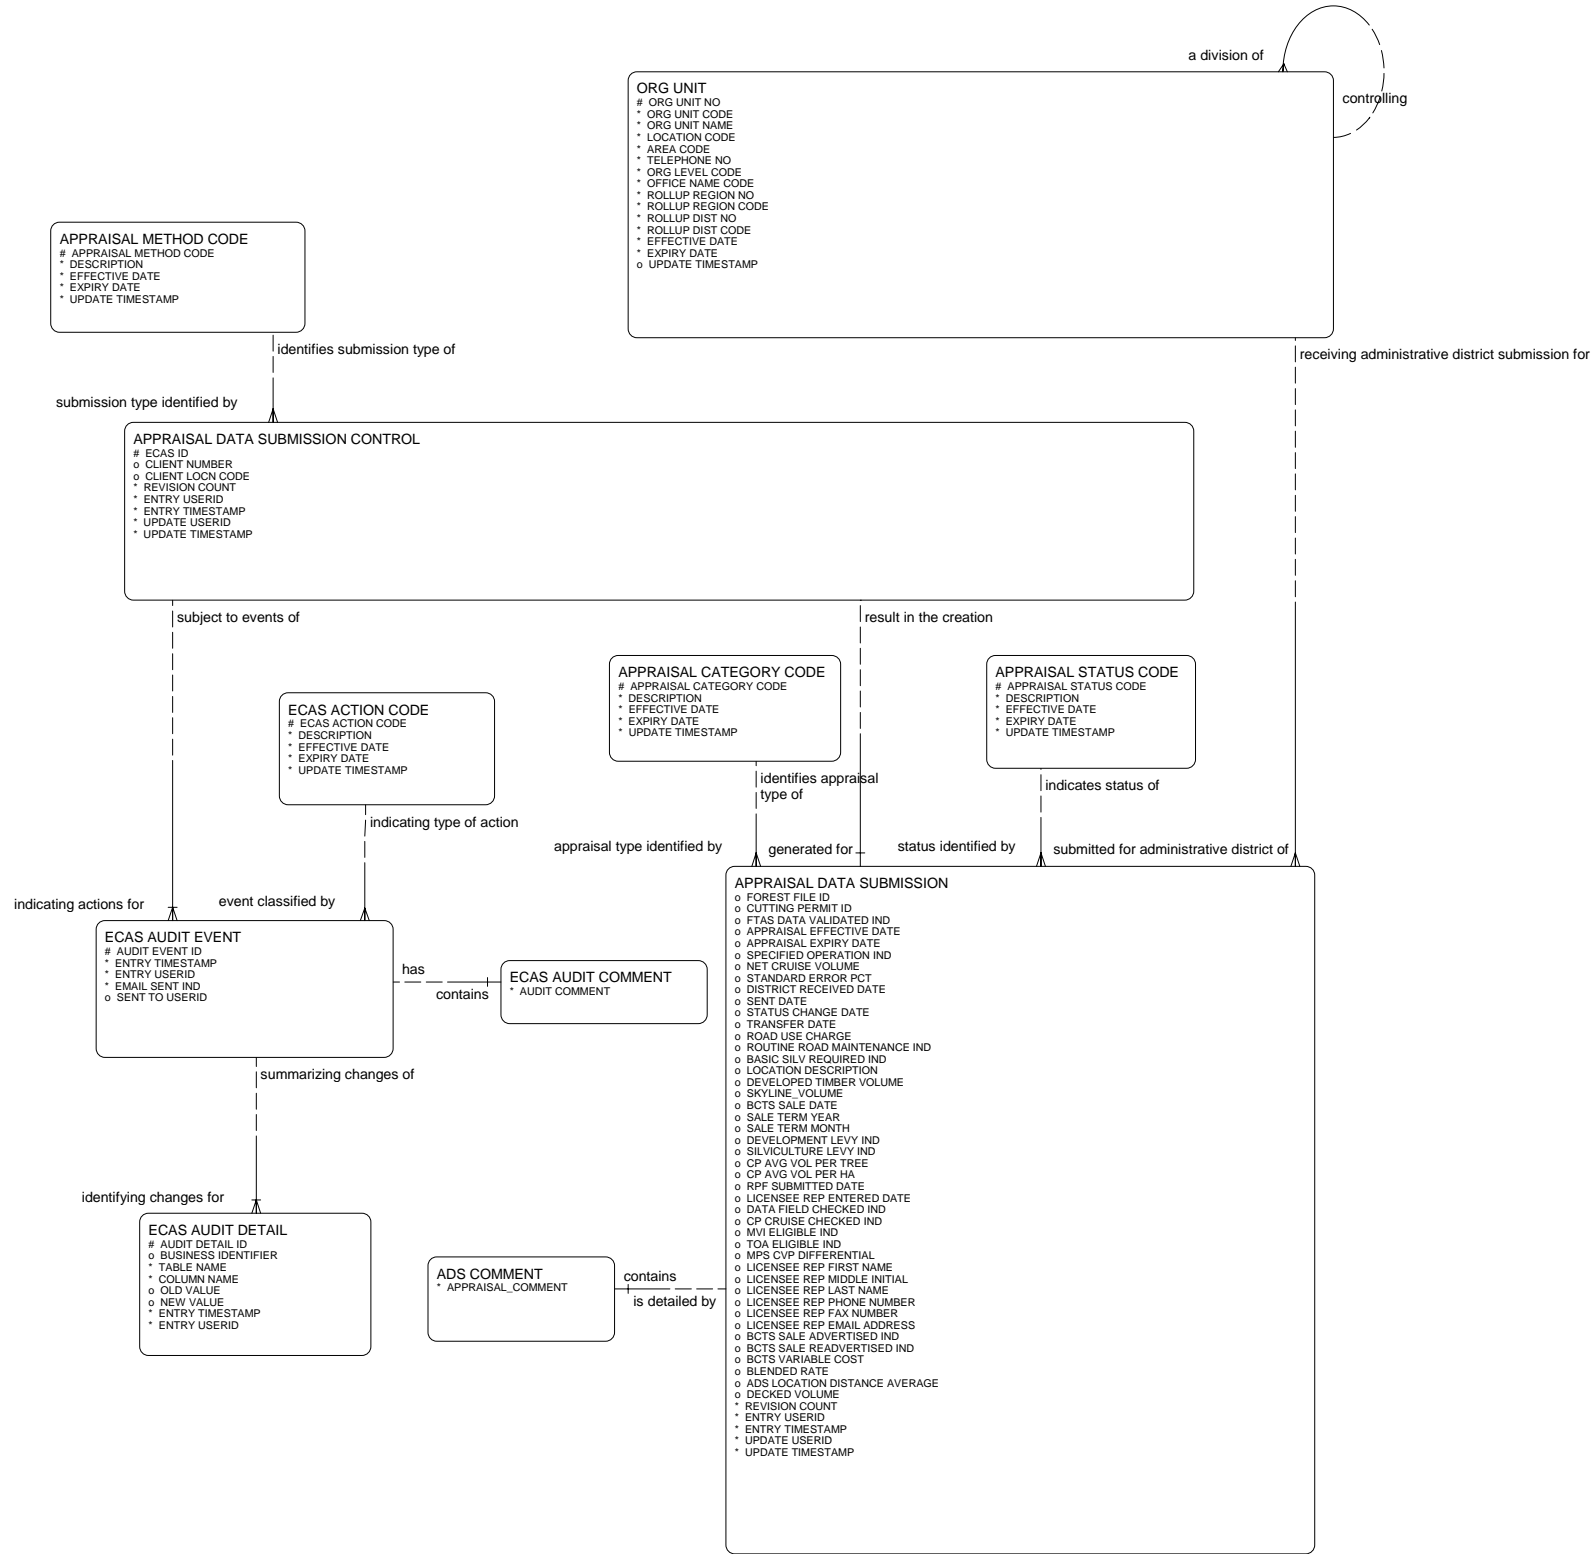 a division of
controlling
ORG UNIT
# ORG UNIT NO
* ORG UNIT CODE
* ORG UNIT NAME
* LOCATION CODE
* AREA CODE
* TELEPHONE NO
* ORG LEVEL CODE
* OFFICE NAME CODE
* ROLLUP REGION NO
* ROLLUP REGION CODE
* ROLLUP DIST NO
* ROLLUP DIST CODE
* EFFECTIVE DATE
* EXPIRY DATE
o UPDATE TIMESTAMP
APPRAISAL METHOD CODE
# APPRAISAL METHOD CODE
* DESCRIPTION
* EFFECTIVE DATE
* EXPIRY DATE
* UPDATE TIMESTAMP
identifies submission type of
receiving administrative district submission for
submission type identified by
APPRAISAL DATA SUBMISSION CONTROL
# ECAS ID
o CLIENT NUMBER
o CLIENT LOCN CODE
* REVISION COUNT
* ENTRY USERID
* ENTRY TIMESTAMP
* UPDATE USERID
* UPDATE TIMESTAMP
subject to events of
result in the creation
ECAS ACTION CODE
# ECAS ACTION CODE
* DESCRIPTION
* EFFECTIVE DATE
* EXPIRY DATE
* UPDATE TIMESTAMP
APPRAISAL CATEGORY CODE
# APPRAISAL CATEGORY CODE
* DESCRIPTION
* EFFECTIVE DATE
* EXPIRY DATE
* UPDATE TIMESTAMP
APPRAISAL STATUS CODE
# APPRAISAL STATUS CODE
* DESCRIPTION
* EFFECTIVE DATE
* EXPIRY DATE
* UPDATE TIMESTAMP
indicating type of action
identifies appraisal
type of
indicates status of
appraisal type identified by
generated for
status identified by
submitted for administrative district of
indicating actions for
event classified by
ECAS AUDIT EVENT
# AUDIT EVENT ID
* ENTRY TIMESTAMP
* ENTRY USERID
* EMAIL SENT IND
o SENT TO USERID
has
contains
ECAS AUDIT COMMENT
* AUDIT COMMENT
summarizing changes of
identifying changes for
ECAS AUDIT DETAIL
# AUDIT DETAIL ID
o BUSINESS IDENTIFIER
* TABLE NAME
* COLUMN NAME
o OLD VALUE
o NEW VALUE
* ENTRY TIMESTAMP
* ENTRY USERID
ADS COMMENT
* APPRAISAL_COMMENT
contains
is detailed by
APPRAISAL DATA SUBMISSION
o FOREST FILE ID
o CUTTING PERMIT ID
o FTAS DATA VALIDATED IND
o APPRAISAL EFFECTIVE DATE
o APPRAISAL EXPIRY DATE
o SPECIFIED OPERATION IND
o NET CRUISE VOLUME
o STANDARD ERROR PCT
o DISTRICT RECEIVED DATE
o SENT DATE
o STATUS CHANGE DATE
o TRANSFER DATE
o ROAD USE CHARGE
o ROUTINE ROAD MAINTENANCE IND
o BASIC SILV REQUIRED IND
o LOCATION DESCRIPTION
o DEVELOPED TIMBER VOLUME
o SKYLINE_VOLUME
o BCTS SALE DATE
o SALE TERM YEAR
o SALE TERM MONTH
o DEVELOPMENT LEVY IND
o SILVICULTURE LEVY IND
o CP AVG VOL PER TREE
o CP AVG VOL PER HA
o RPF SUBMITTED DATE
o LICENSEE REP ENTERED DATE
o DATA FIELD CHECKED IND
o CP CRUISE CHECKED IND
o MVI ELIGIBLE IND
o TOA ELIGIBLE IND
o MPS CVP DIFFERENTIAL
o LICENSEE REP FIRST NAME
o LICENSEE REP MIDDLE INITIAL
o LICENSEE REP LAST NAME
o LICENSEE REP PHONE NUMBER
o LICENSEE REP FAX NUMBER
o LICENSEE REP EMAIL ADDRESS
o BCTS SALE ADVERTISED IND
o BCTS SALE READVERTISED IND
o BCTS VARIABLE COST
o BLENDED RATE
o ADS LOCATION DISTANCE AVERAGE
o DECKED VOLUME
* REVISION COUNT
* ENTRY USERID
* ENTRY TIMESTAMP
* UPDATE USERID
* UPDATE TIMESTAMP